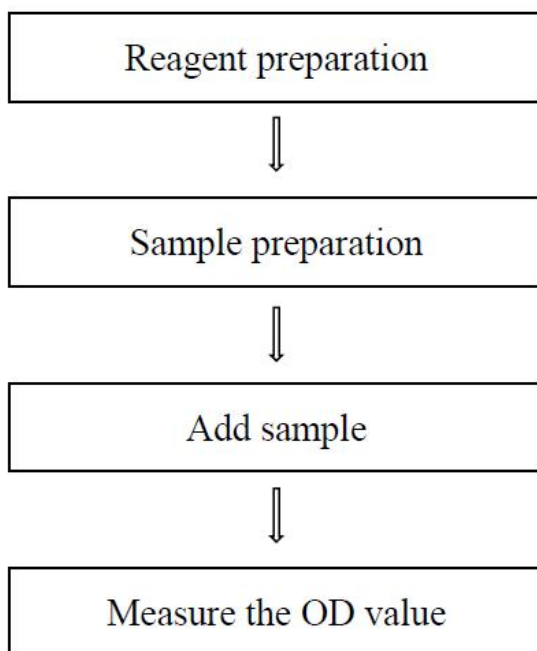 Reagent preparation
Sample preparation
Add sample
Measure the OD value